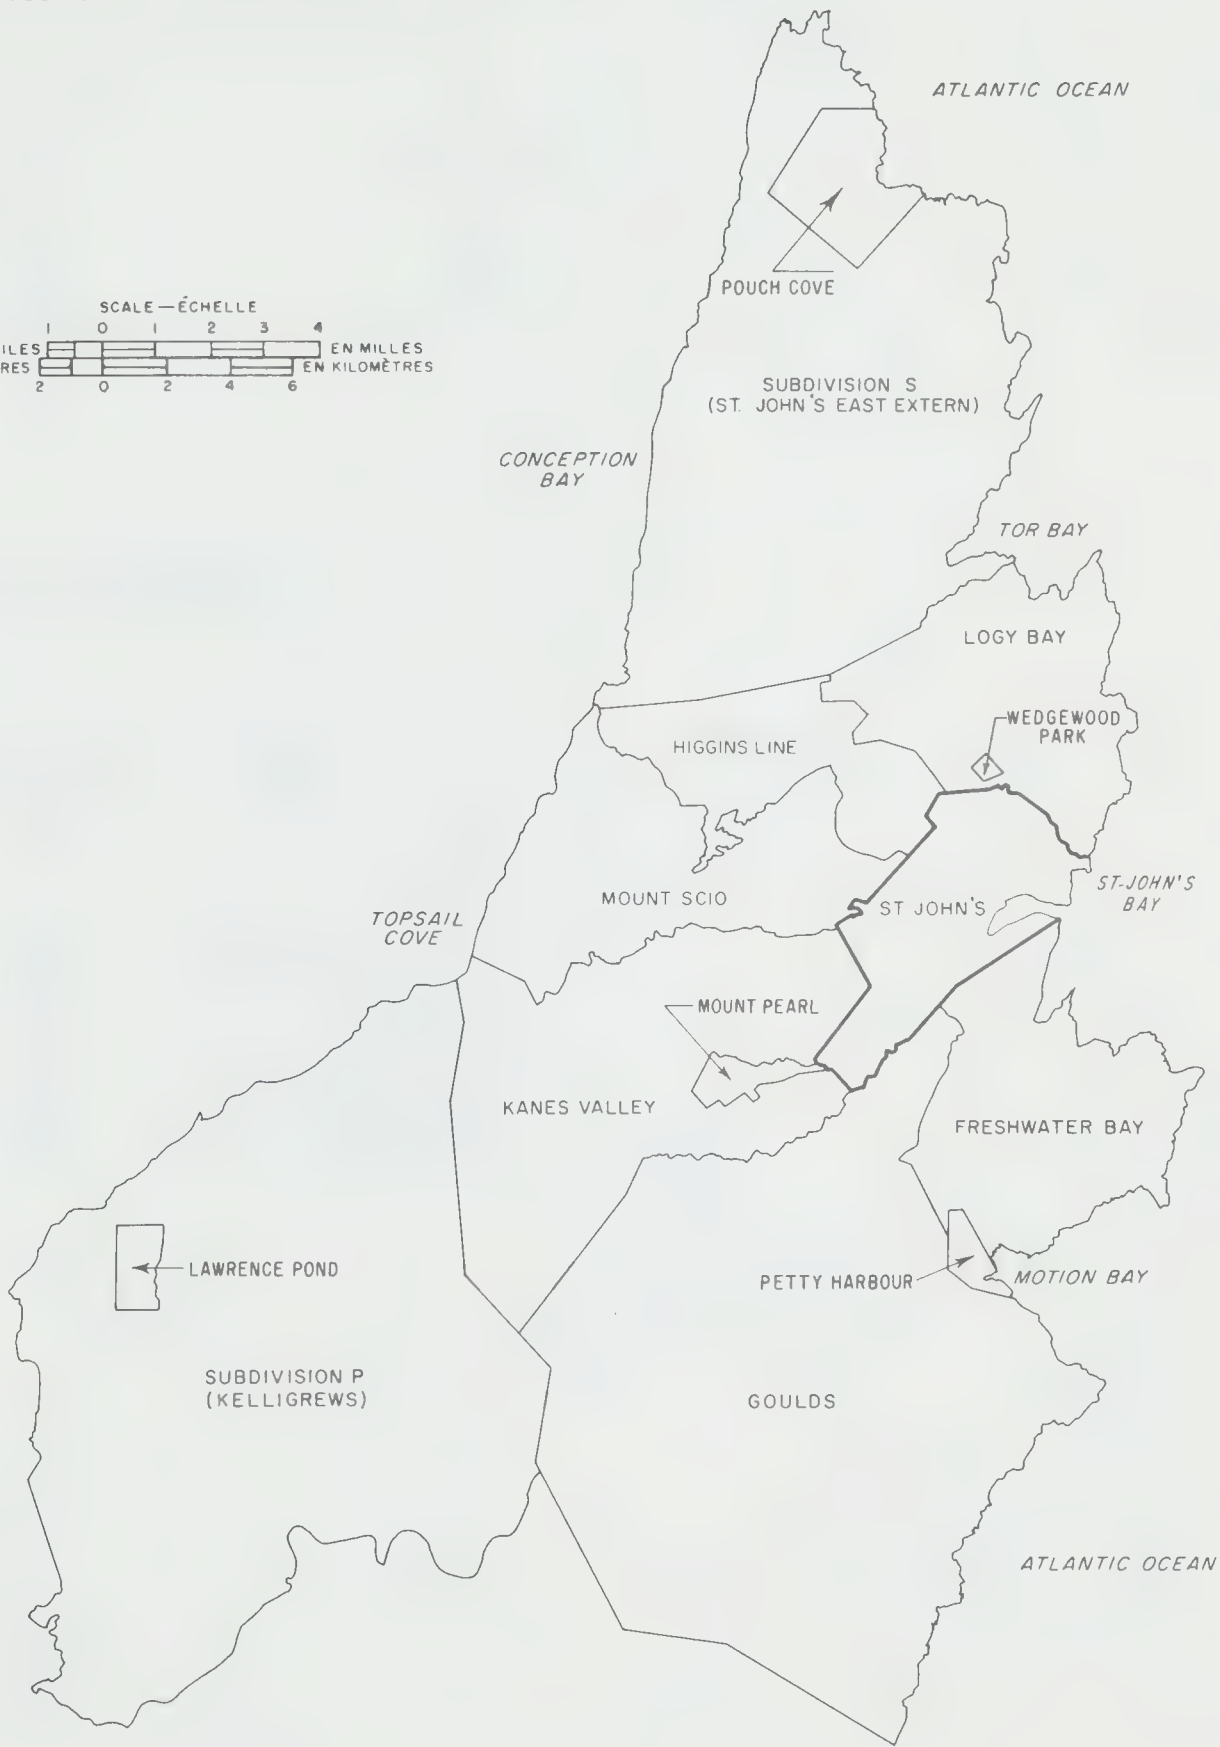 ATLANTIC OCEAN
POUCH COVE
SCALE—ÉCHELLE
1 0 1 2 3 4
EN MILLES
EN KILOMÈTRES
2 0 2 4 6
SUBDIVISION S
(ST. JOHN'S EAST EXTERN)
CONCEPTION
BAY
TOR BAY
LOGY BAY
WEDGEWOOD
PARK
HIGGINS LINE
MOUNT SCIO
ST JOHN'S
ST-JOHN'S
BAY
TOPSAIL
COVE
MOUNT PEARL
KANES VALLEY
FRESHWATER BAY
LAWRENCE POND
PETTY HARBOUR
MOTION BAY
SUBDIVISION P
(KELLIGREWS)
GOULDS
ATLANTIC OCEAN